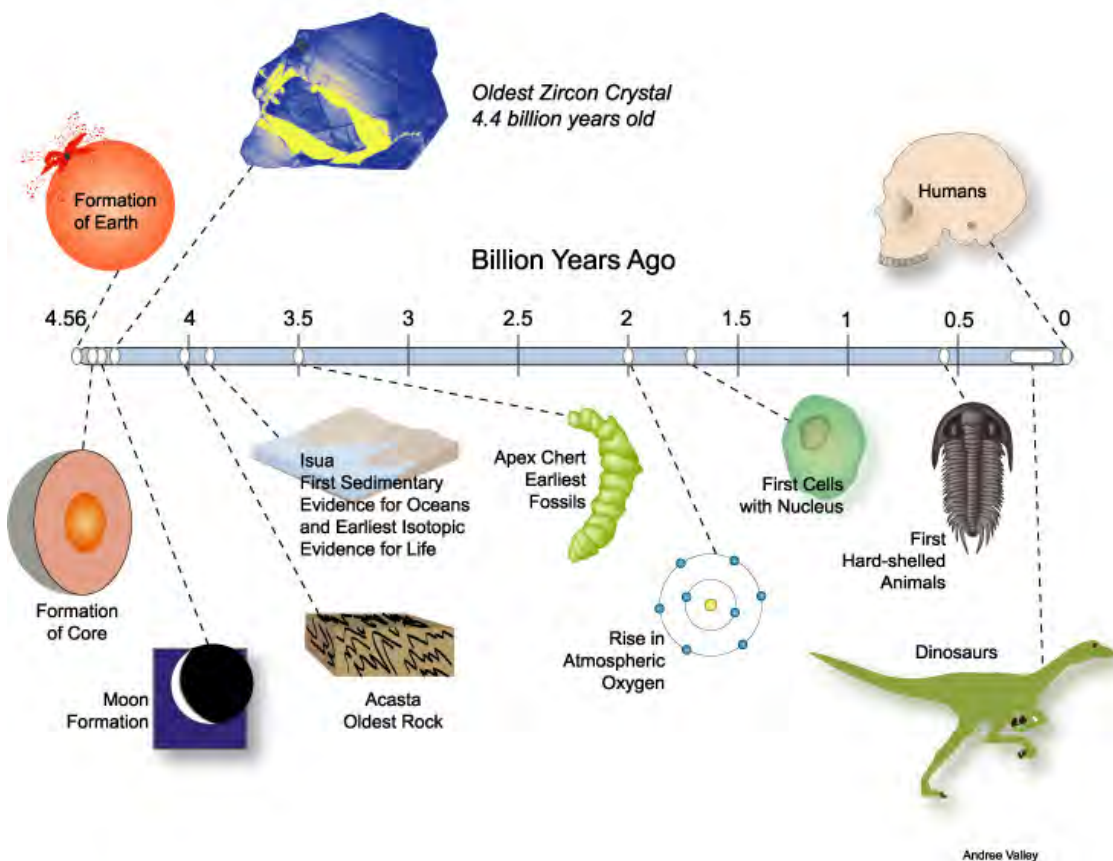 Oldest Zircon Crystal
4.4 billion years old
Formation
of Earth
Humans
Billion Years Ago
4.56 4 3.5 3 2.5 2 1.5 1 0.5 0
Isua
First Sedimentary
Evidence for Oceans
and Earliest Isotopic
Evidence for Life
Apex Chert
Earliest
Fossils
First Cells
with Nucleus
First
Hard-shelled
Animals
Formation
of Core
Rise in
Atmospheric
Oxygen
Dinosaurs
Moon
Formation
Acasta
Oldest Rock
Andree Valley